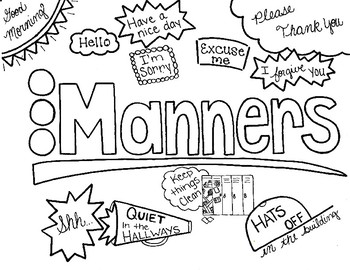 Good
Morning!
Hello
Have a
nice day
I'm
Sorry
Excuse
me
Please
Thank You
I forgive you
Manners
Shh...
QUIET
In the
HALLWAYS
Keep
things
Clean
HATS
OFF
in the building